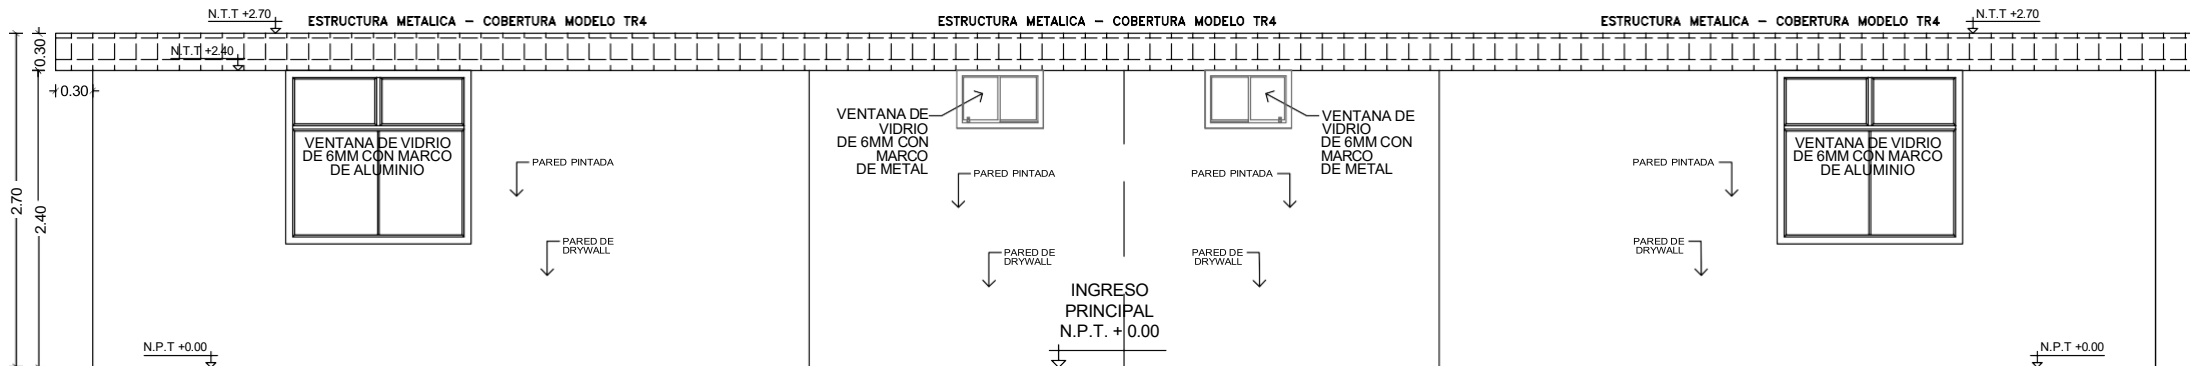 N.T.T +2.70
ESTRUCTURA METALICA – COBERTURA MODELO TR4
ESTRUCTURA METALICA – COBERTURA MODELO TR4
ESTRUCTURA METALICA – COBERTURA MODELO TR4
N.T.T +2.70
0.30
N.T.T +2.40
0.30
2.70
2.40
VENTANA DE VIDRIO
DE 6MM CON MARCO
DE ALUMINIO
PARED PINTADA
PARED DE
DRYWALL
VENTANA DE
VIDRIO
DE 6MM CON
MARCO
DE METAL
PARED PINTADA
PARED DE
DRYWALL
VENTANA DE
VIDRIO
DE 6MM CON
MARCO
DE METAL
PARED PINTADA
PARED DE
DRYWALL
PARED PINTADA
PARED DE
DRYWALL
VENTANA DE VIDRIO
DE 6MM CON MARCO
DE ALUMINIO
INGRESO
PRINCIPAL
N.P.T. + 0.00
N.P.T +0.00
N.P.T +0.00